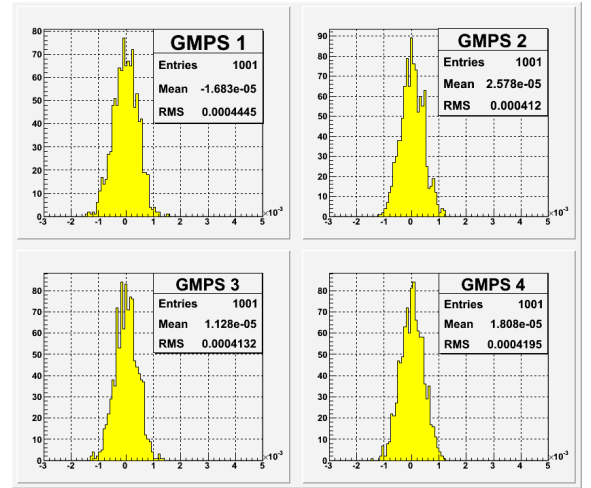 GMPS 1
Entries 1001
Mean -1.683e-05
RMS 0.0004445
80
70
60
50
40
30
20
10
0
-3 -2 -1 0 1 2 3 4 5
×10⁻³
GMPS 2
Entries 1001
Mean 2.578e-05
RMS 0.000412
90
80
70
60
50
40
30
20
10
0
-3 -2 -1 0 1 2 3 4 5
×10⁻³
GMPS 3
Entries 1001
Mean 1.128e-05
RMS 0.0004132
80
70
60
50
40
30
20
10
0
-3 -2 -1 0 1 2 3 4 5
×10⁻³
GMPS 4
Entries 1001
Mean 1.808e-05
RMS 0.0004195
80
70
60
50
40
30
20
10
0
-3 -2 -1 0 1 2 3 4 5
×10⁻³